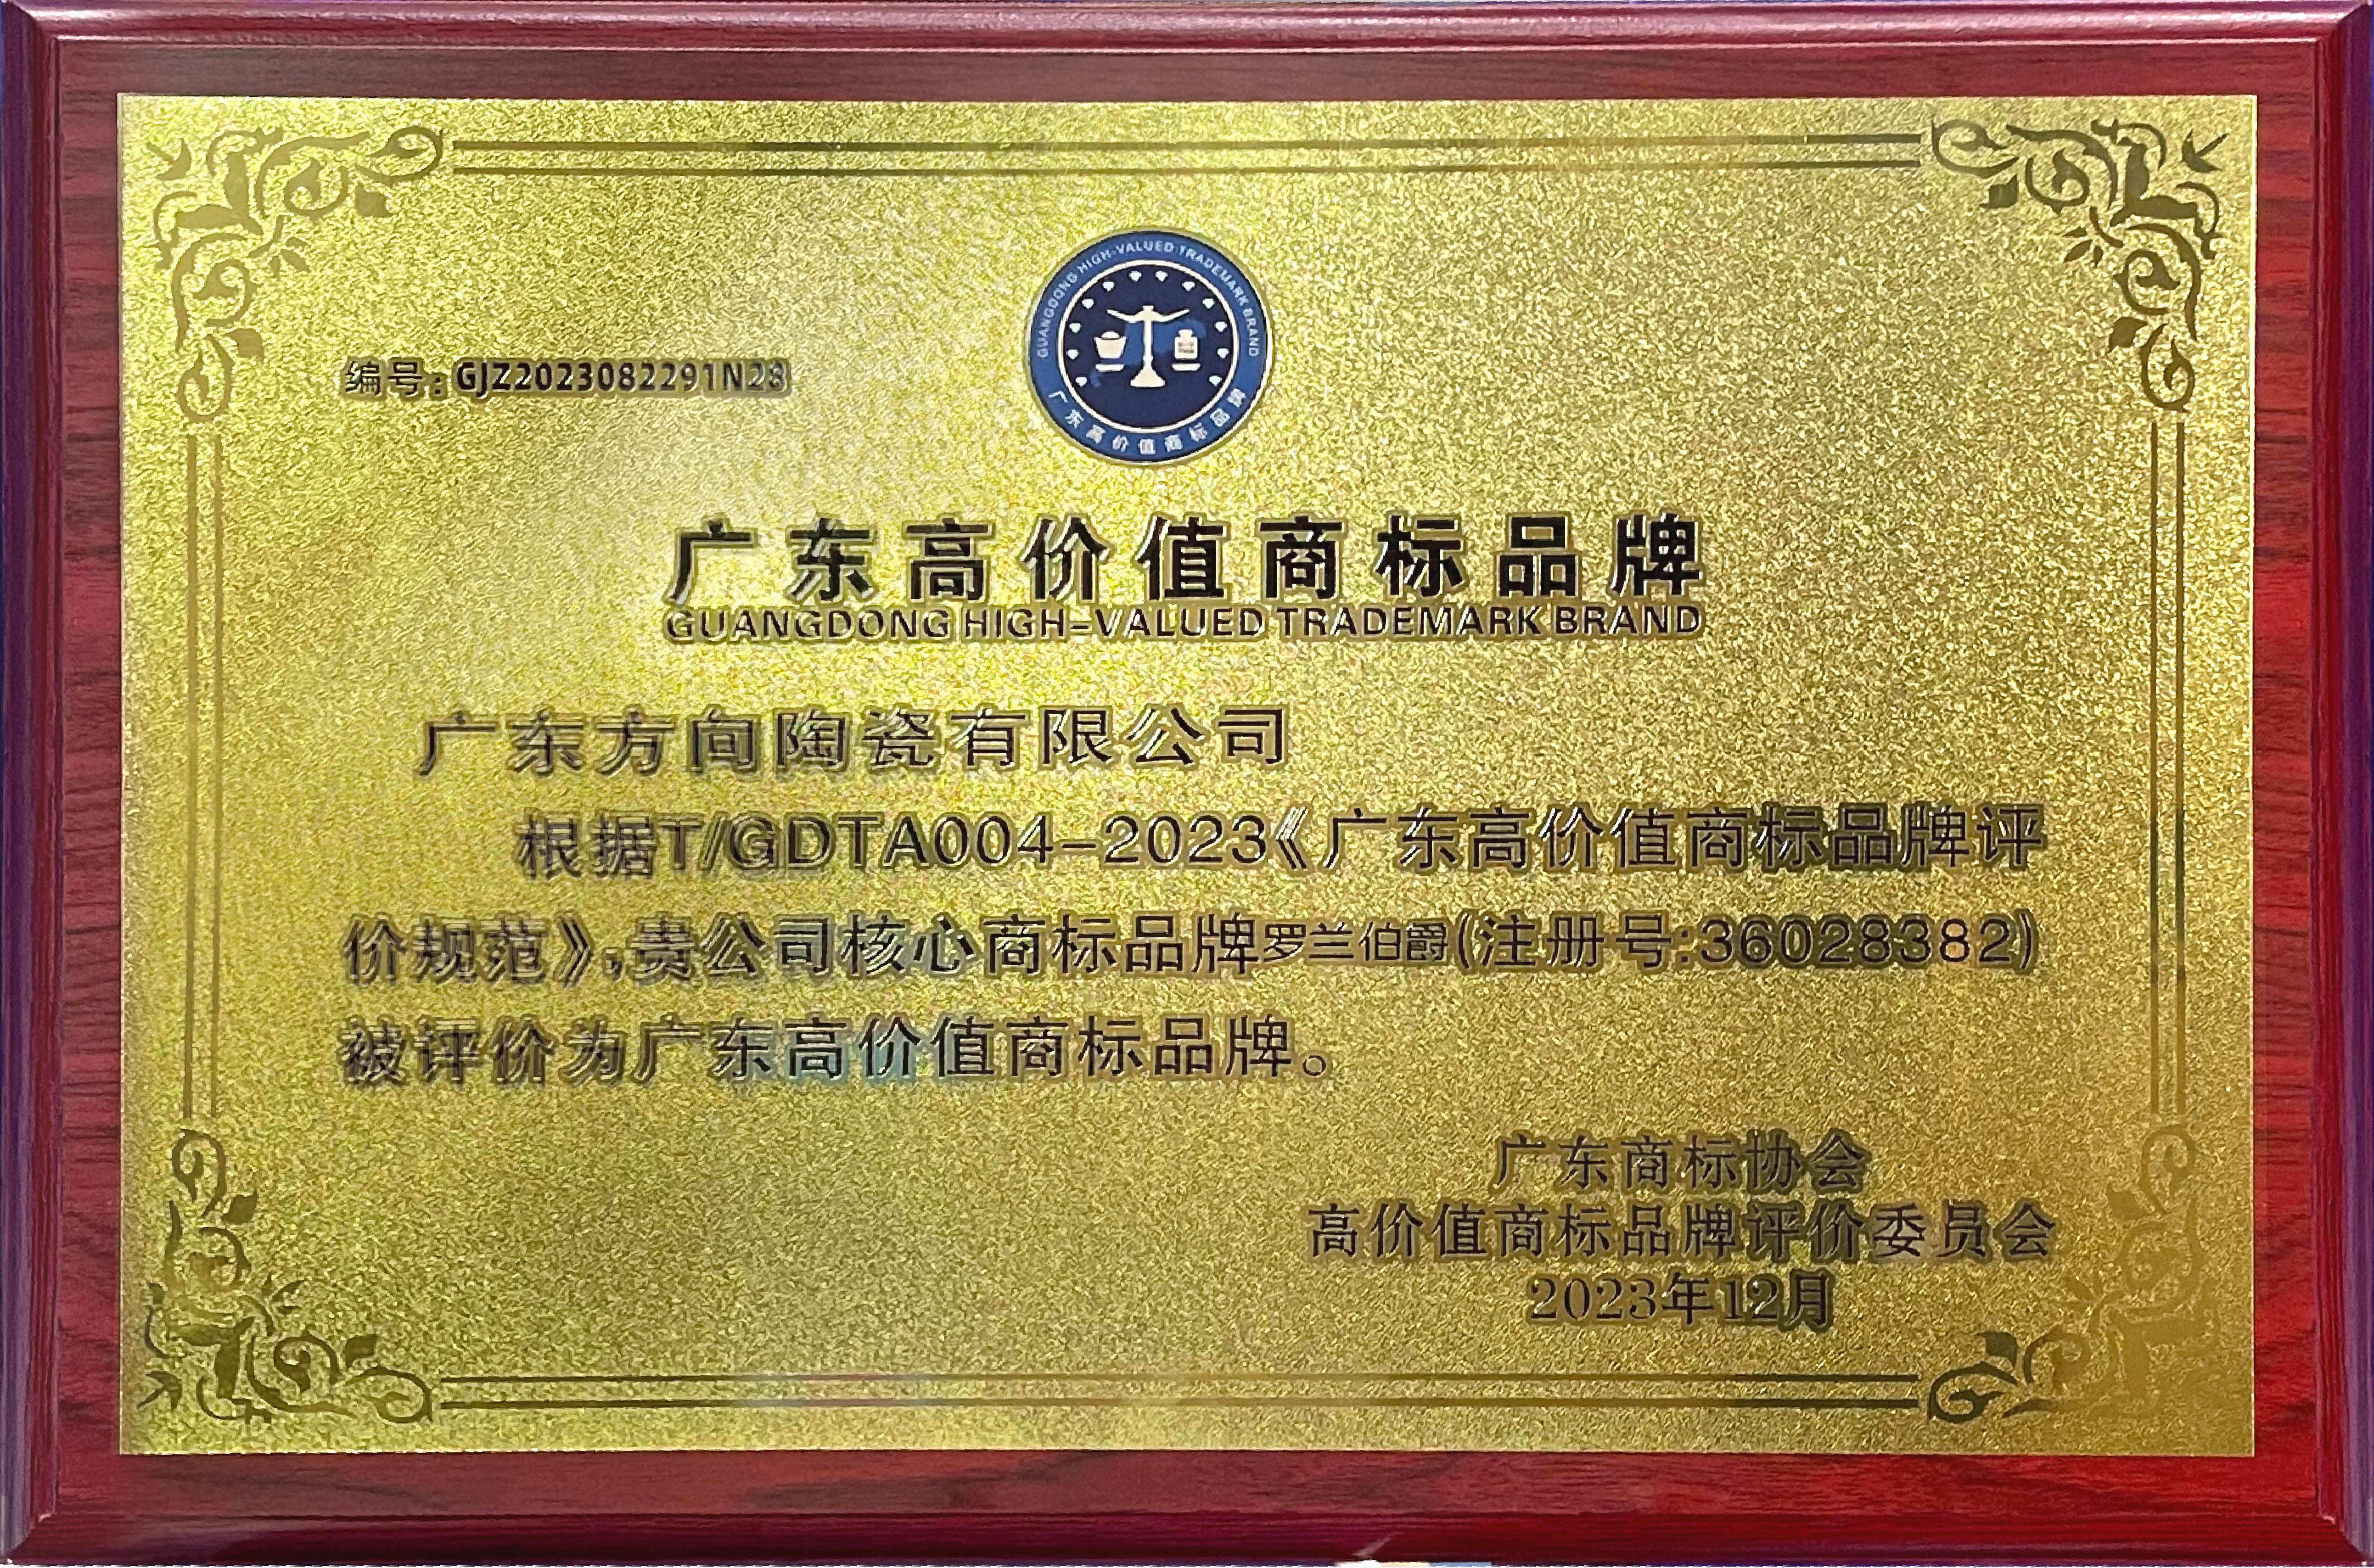 GUANGDONG HIGH-VALUED TRADEMARK BRAND
广东高价值商标品牌
编号:GJZ2023082291N28
广东高价值商标品牌
GUANGDONG HIGH-VALUED TRADEMARK BRAND
广东方向陶瓷有限公司
根据T/GDTA004-2023《广东高价值商标品牌评
价规范》,贵公司核心商标品牌罗兰伯爵(注册号:36028382)
被评价为广东高价值商标品牌。
广东商标协会
高价值商标品牌评价委员会
2023年12月